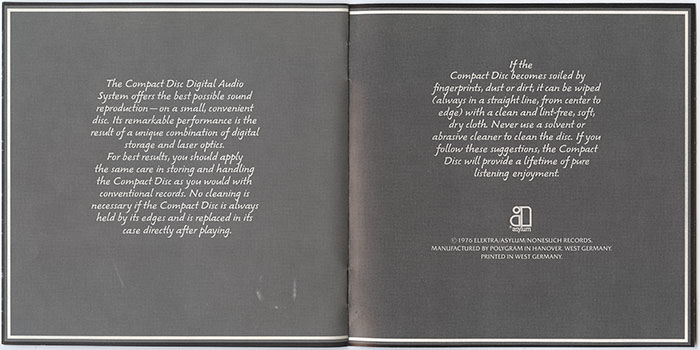 The Compact Disc Digital Audio
System offers the best possible sound
reproduction—on a small, convenient
disc. Its remarkable performance is the
result of a unique combination of digital
storage and laser optics.
For best results, you should apply
the same care in storing and handling
the Compact Disc as you would with
conventional records. No cleaning is
necessary if the Compact Disc is always
held by its edges and is replaced in its
case directly after playing.
If the
Compact Disc becomes soiled by
fingerprints, dust or dirt, it can be wiped
(always in a straight line, from center to
edge) with a clean and lint-free, soft,
dry cloth. Never use a solvent or
abrasive cleaner to clean the disc. If you
follow these suggestions, the Compact
Disc will provide a lifetime of pure
listening enjoyment.
asylum
© 1976 ELEKTRA/ASYLUM/NONESUCH RECORDS.
MANUFACTURED BY POLYGRAM IN HANOVER, WEST GERMANY.
PRINTED IN WEST GERMANY.